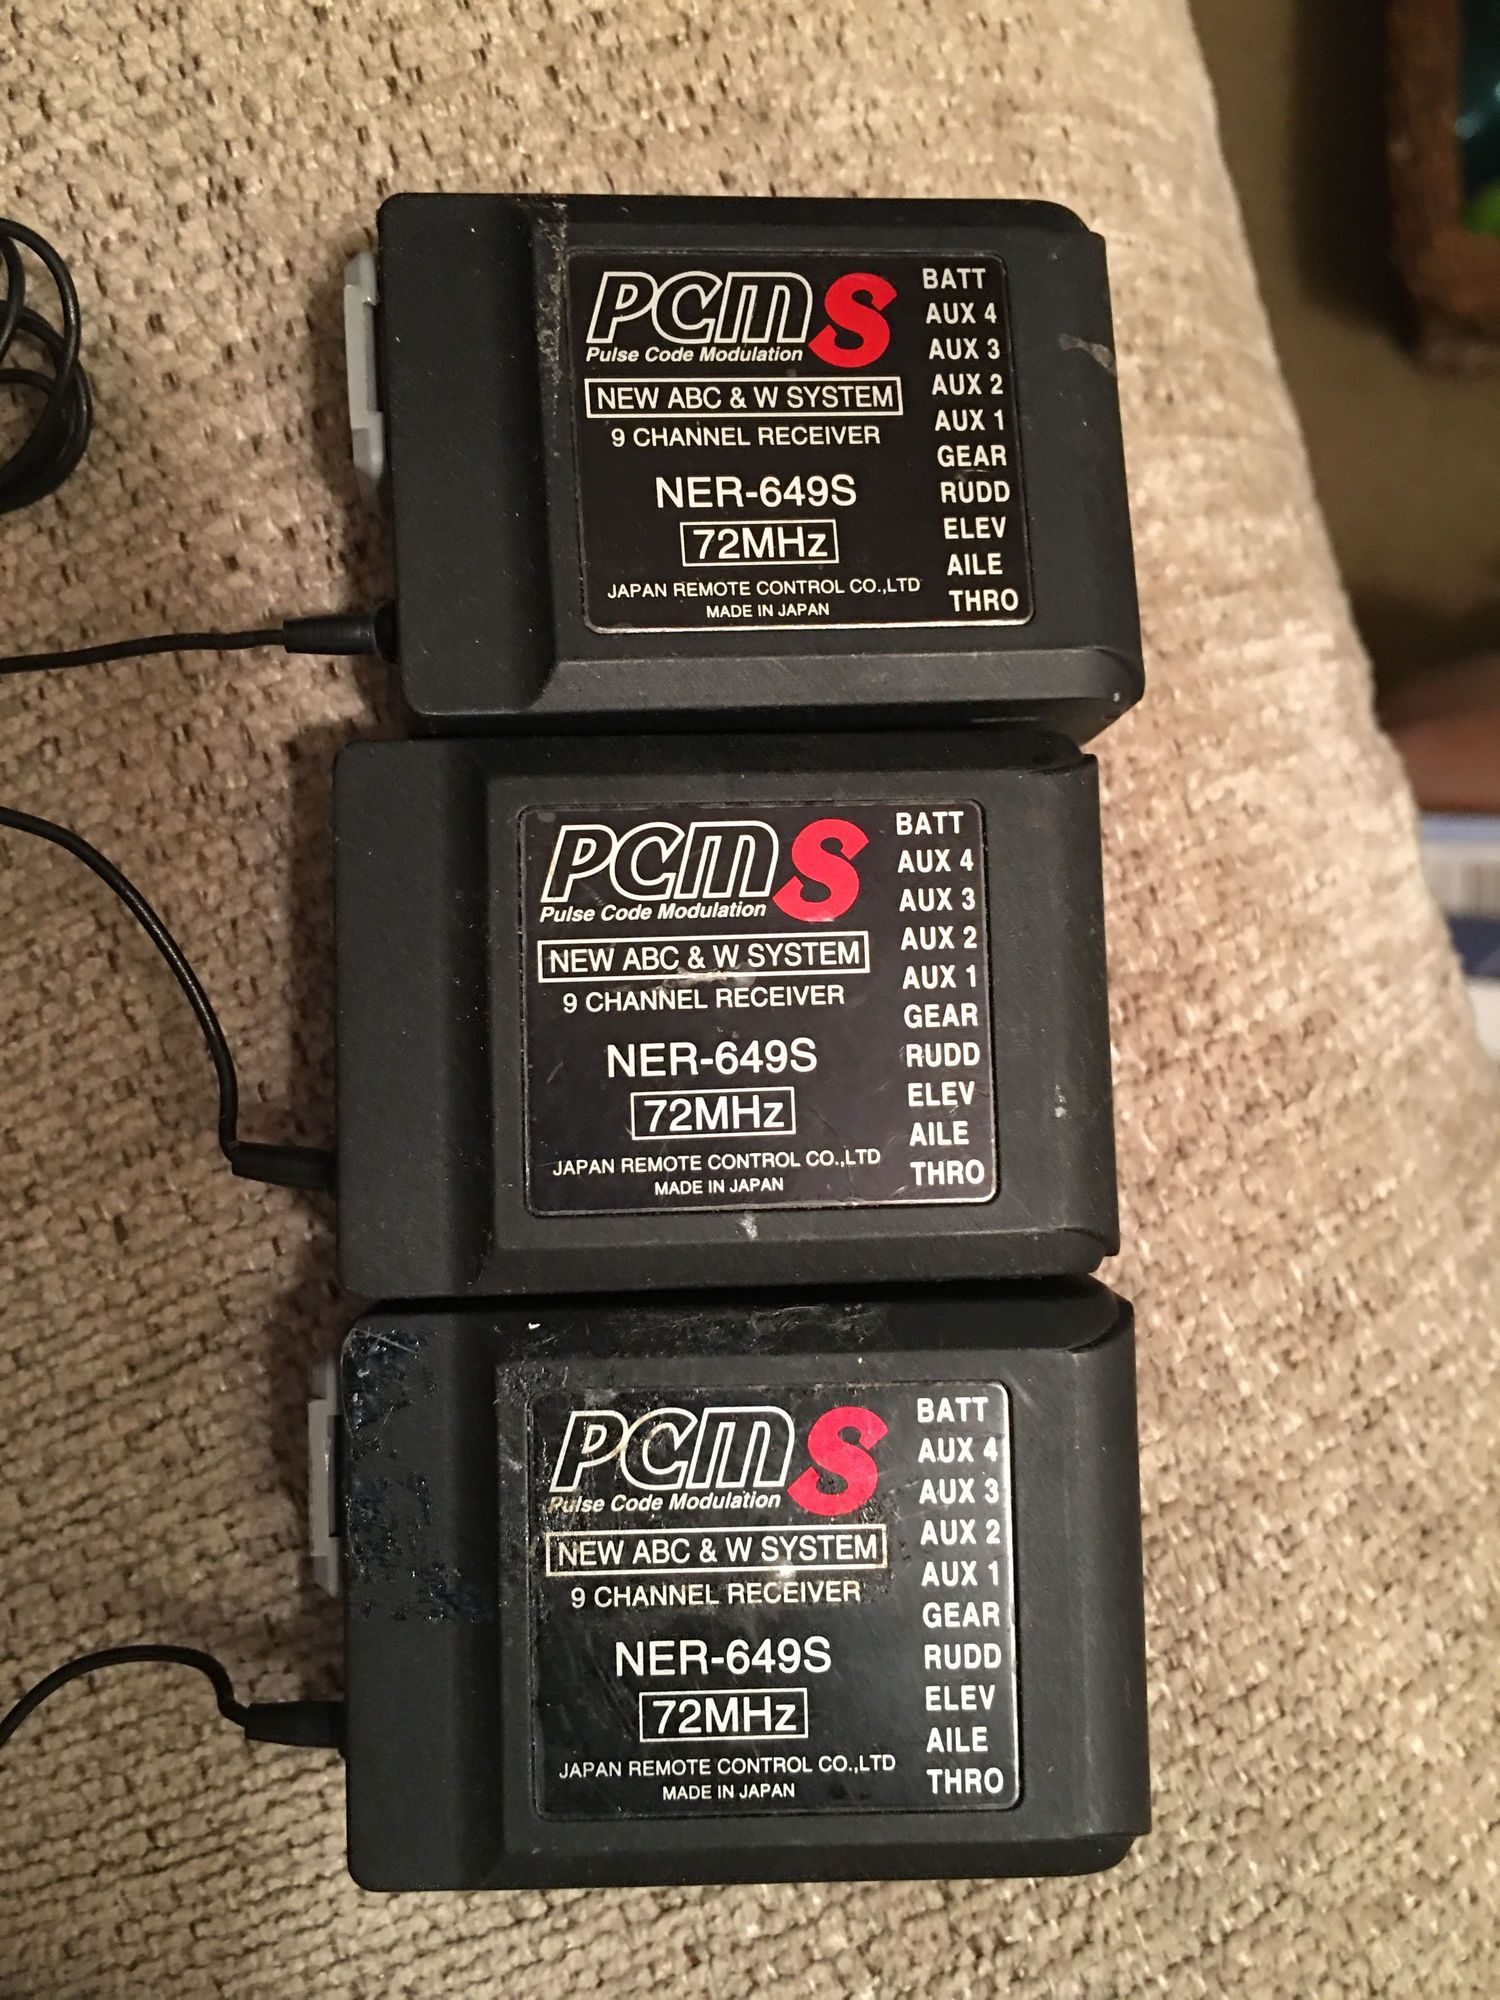 PCM S
Pulse Code Modulation
NEW ABC & W SYSTEM
9 CHANNEL RECEIVER
NER-649S
72MHz
JAPAN REMOTE CONTROL CO.,LTD
MADE IN JAPAN
BATT
AUX 4
AUX 3
AUX 2
AUX 1
GEAR
RUDD
ELEV
AILE
THRO
PCM S
Pulse Code Modulation
NEW ABC & W SYSTEM
9 CHANNEL RECEIVER
NER-649S
72MHz
JAPAN REMOTE CONTROL CO.,LTD
MADE IN JAPAN
BATT
AUX 4
AUX 3
AUX 2
AUX 1
GEAR
RUDD
ELEV
AILE
THRO
PCM S
Pulse Code Modulation
NEW ABC & W SYSTEM
9 CHANNEL RECEIVER
NER-649S
72MHz
JAPAN REMOTE CONTROL CO.,LTD
MADE IN JAPAN
BATT
AUX 4
AUX 3
AUX 2
AUX 1
GEAR
RUDD
ELEV
AILE
THRO